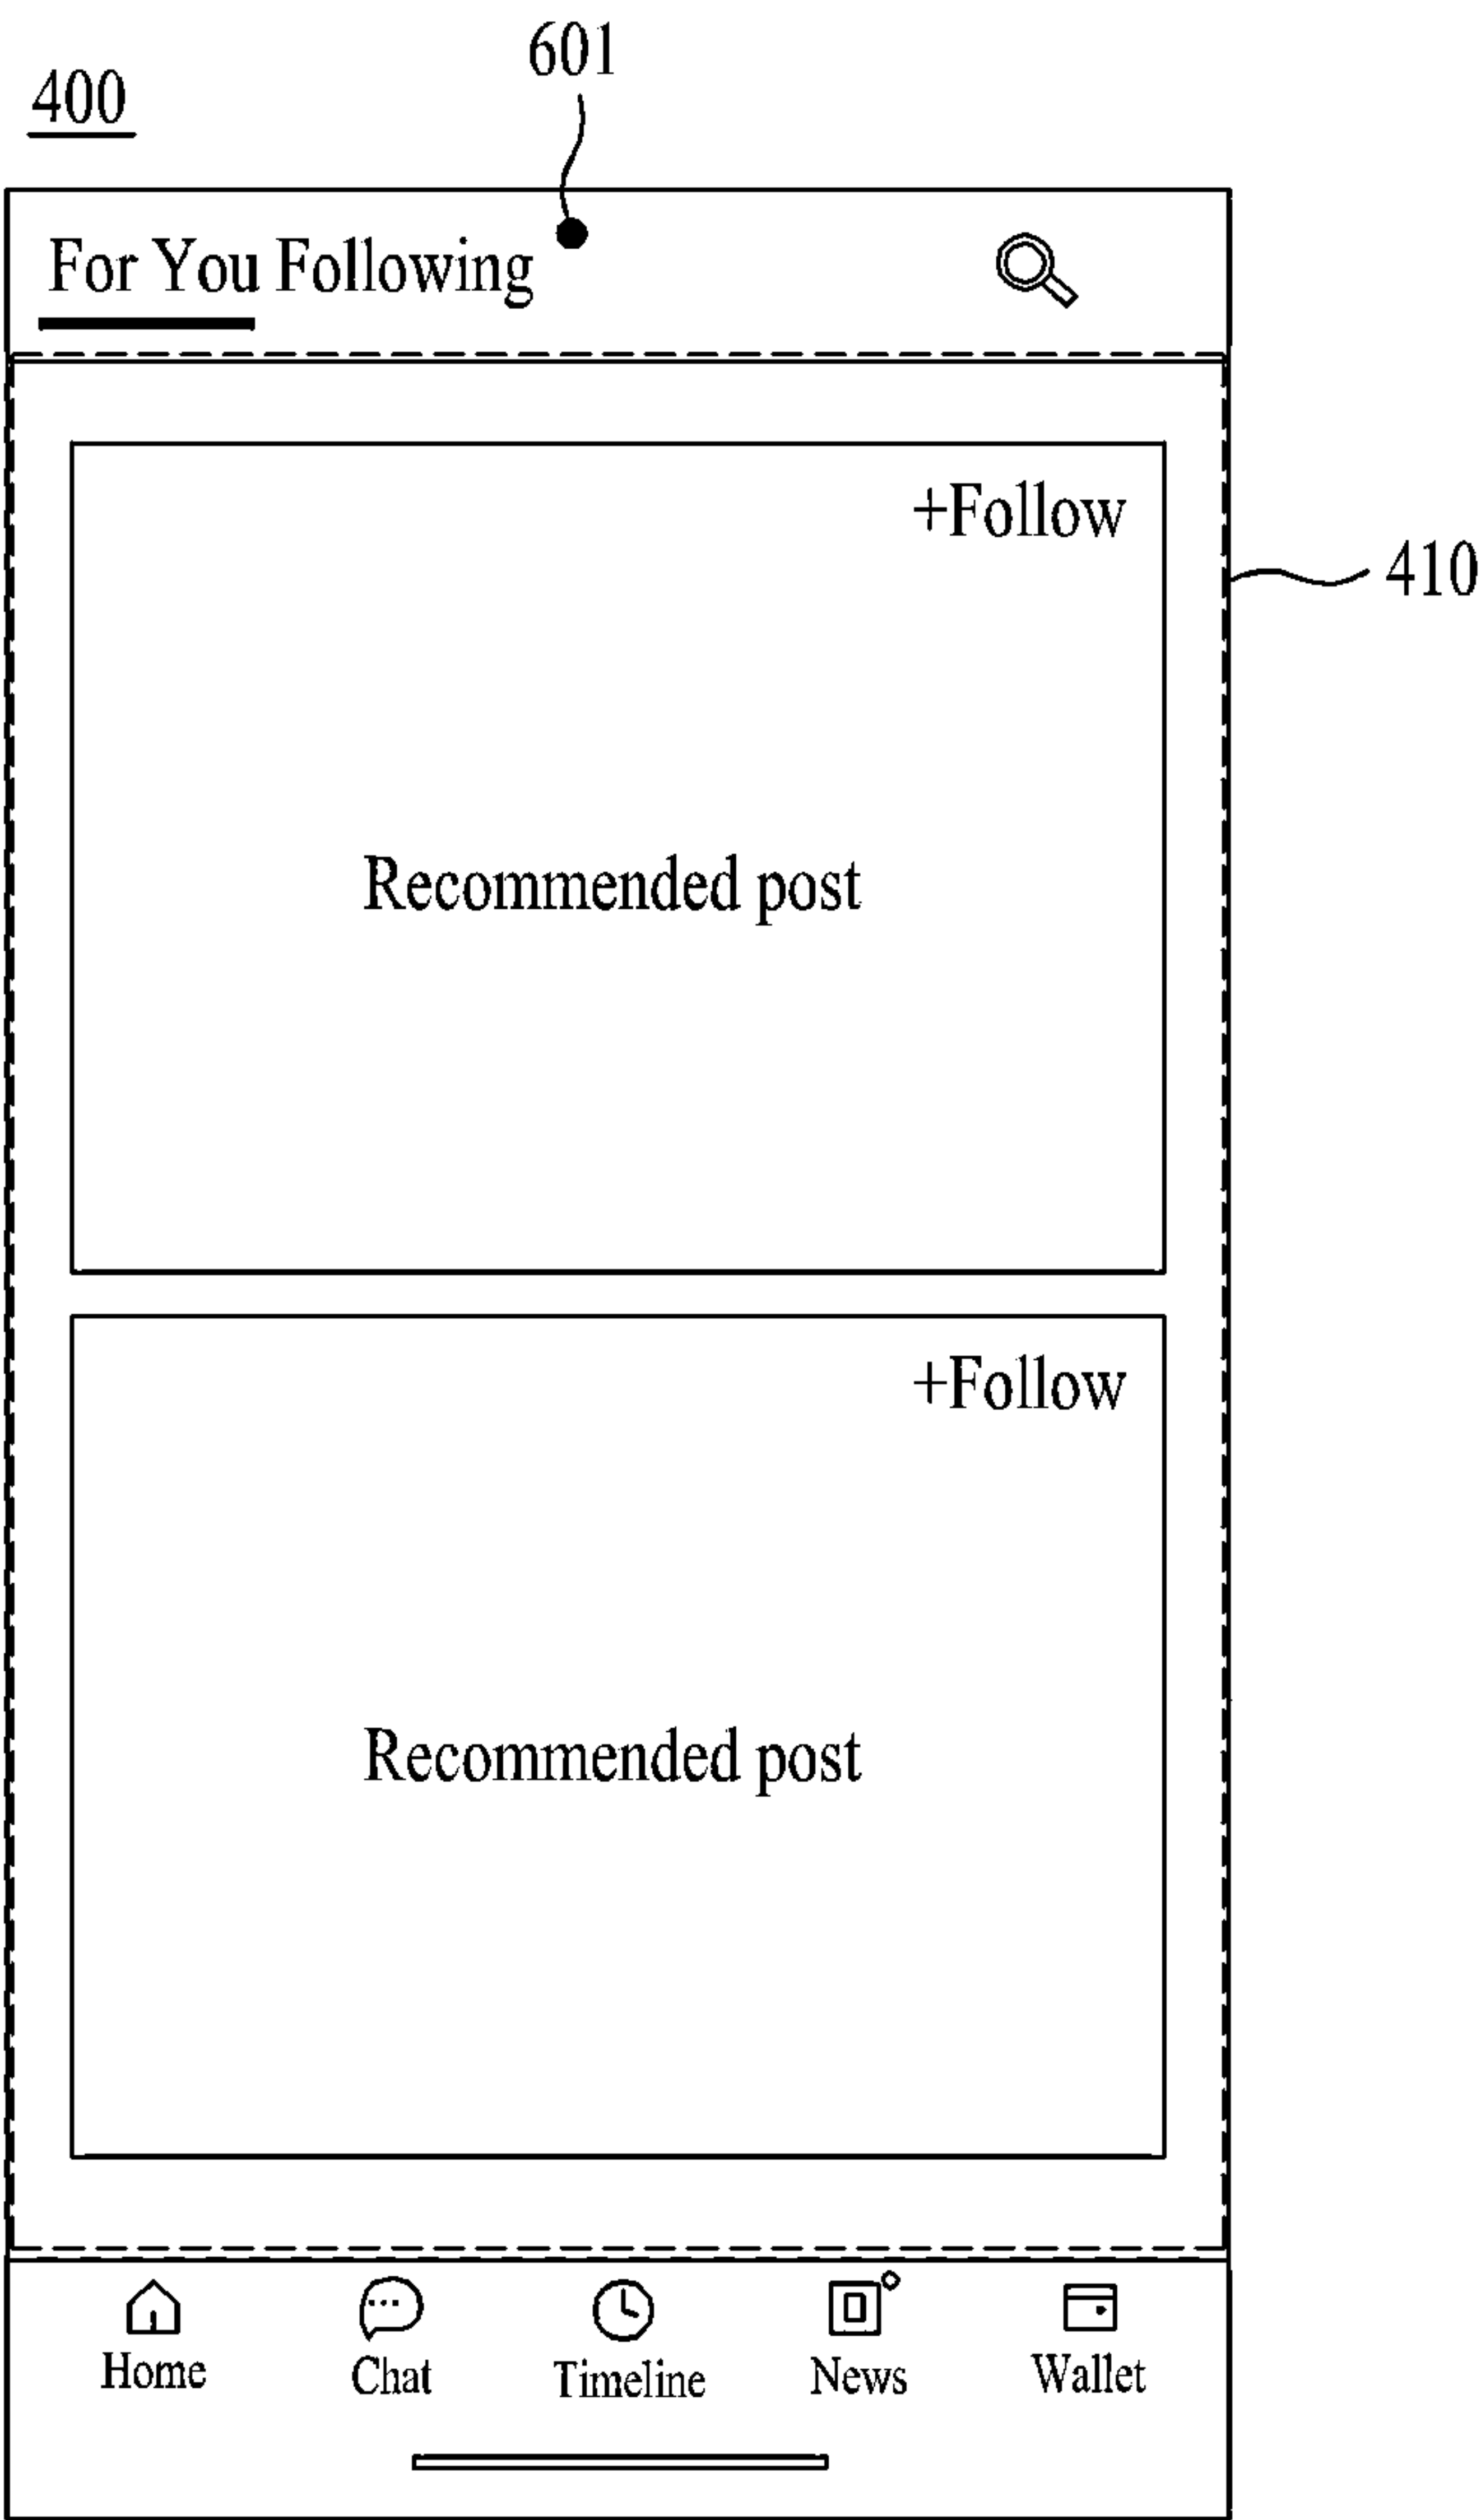 601
400
For You Following
+Follow
410
Recommended post
+Follow
Recommended post
Home Chat Timeline News Wallet